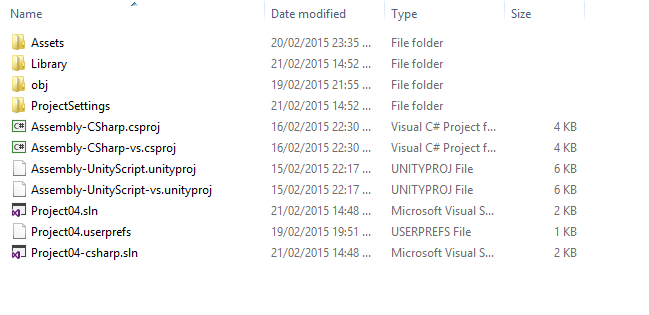 Name Date modified Type Size
Assets 20/02/2015 23:35 ... File folder
Library 21/02/2015 14:52 ... File folder
obj 19/02/2015 21:55 ... File folder
ProjectSettings 21/02/2015 14:52 ... File folder
C# Assembly-CSharp.csproj 16/02/2015 22:30 ... Visual C# Project f... 4 KB
C# Assembly-CSharp-vs.csproj 16/02/2015 22:30 ... Visual C# Project f... 4 KB
Assembly-UnityScript.unityproj 15/02/2015 22:17 ... UNITYPROJ File 6 KB
Assembly-UnityScript-vs.unityproj 15/02/2015 22:17 ... UNITYPROJ File 6 KB
Project04.sln 21/02/2015 14:48 ... Microsoft Visual S... 2 KB
Project04.userprefs 19/02/2015 19:51 ... USERPREFS File 1 KB
Project04-csharp.sln 21/02/2015 14:48 ... Microsoft Visual S... 2 KB